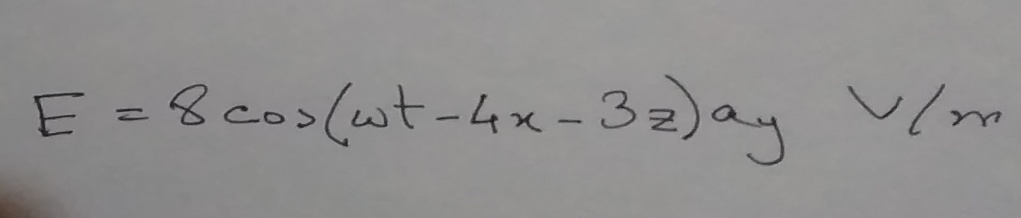 E = 8 cos(ωt - 4x - 3z) ay V/m